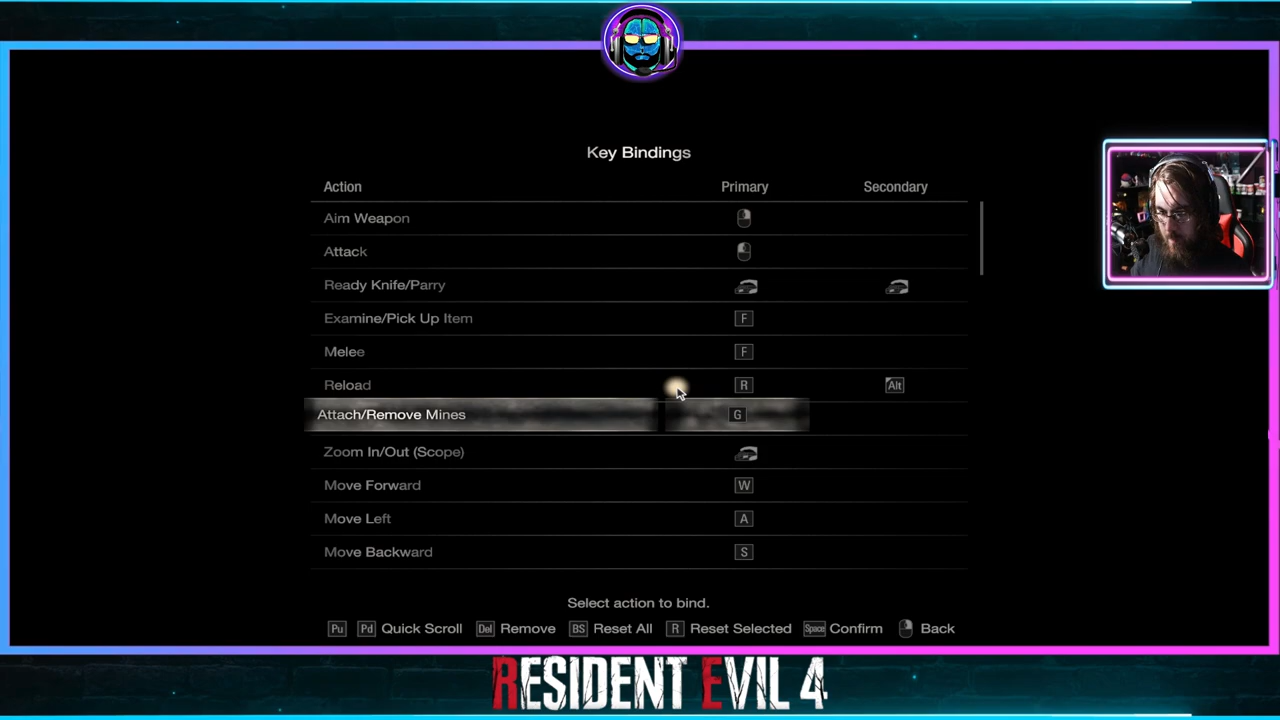 Key Bindings
Action Primary Secondary
Aim Weapon
Attack
Ready Knife/Parry
Examine/Pick Up Item F
Melee F
Reload R Alt
Attach/Remove Mines G
Zoom In/Out (Scope)
Move Forward W
Move Left A
Move Backward S
Select action to bind.
Pu Pd Quick Scroll Del Remove BS Reset All R Reset Selected Space Confirm Back
RESIDENT EVIL 4